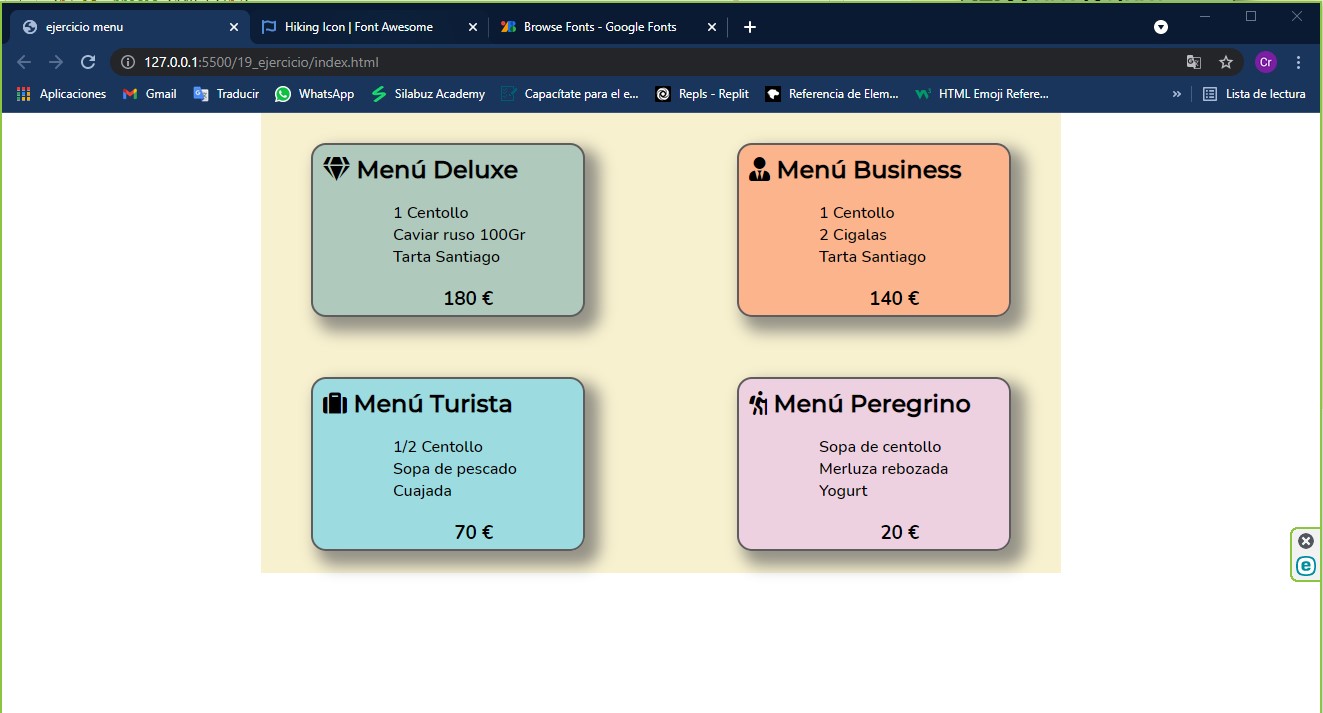 ejercicio menu
Hiking Icon | Font Awesome
Browse Fonts - Google Fonts
127.0.0.1:5500/19_ejercicio/index.html
Cr
Aplicaciones
Gmail
Traducir
WhatsApp
Silabuz Academy
Capacítate para el e...
Repls - Replit
Referencia de Elem...
HTML Emoji Refere...
»
Lista de lectura
Menú Deluxe
1 Centollo
Caviar ruso 100Gr
Tarta Santiago
180 €
Menú Business
1 Centollo
2 Cigalas
Tarta Santiago
140 €
Menú Turista
1/2 Centollo
Sopa de pescado
Cuajada
70 €
Menú Peregrino
Sopa de centollo
Merluza rebozada
Yogurt
20 €